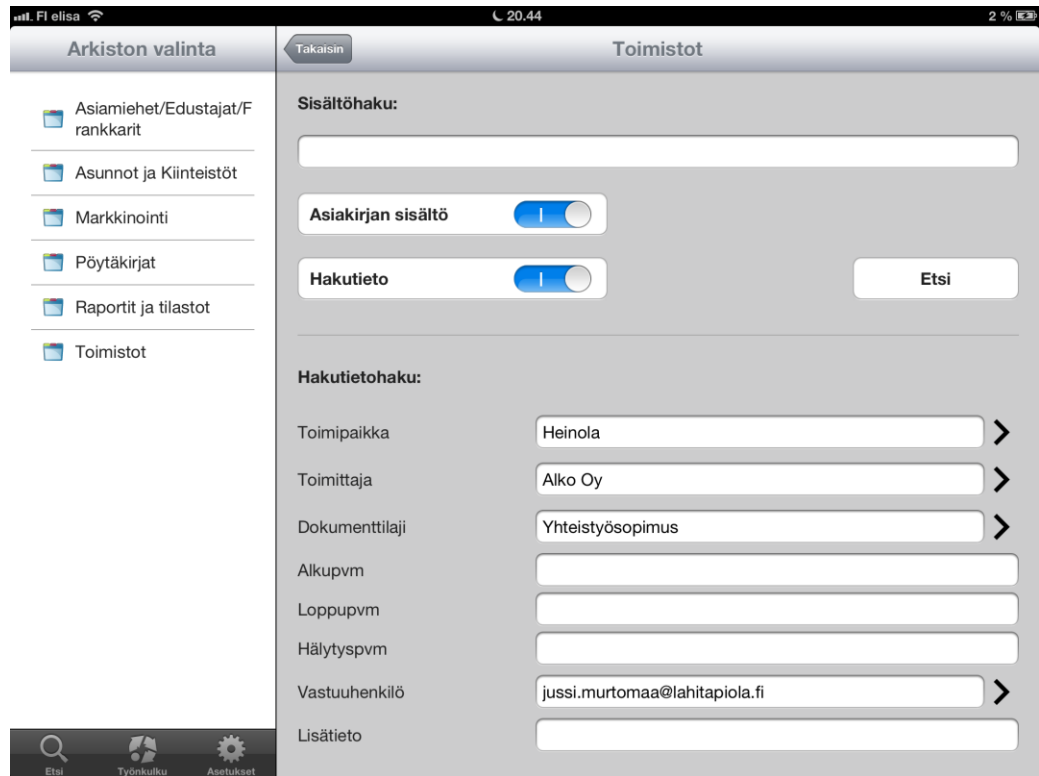 FI elisa 20.44 2 %
Arkiston valinta
Takaisin
Toimistot
Asiamiehet/Edustajat/F
rankkarit
Asunnot ja Kiinteistöt
Markkinointi
Pöytäkirjat
Raportit ja tilastot
Toimistot
Etsi Työnkulku Asetukset
Sisältöhaku:
Asiakirjan sisältö
Hakutieto
Etsi
Hakutietohaku:
Toimipaikka Heinola
Toimittaja Alko Oy
Dokumenttilaji Yhteistyösopimus
Alkupvm
Loppupvm
Hälytyspvm
Vastuuhenkilö jussi.murtomaa@lahitapiola.fi
Lisätieto